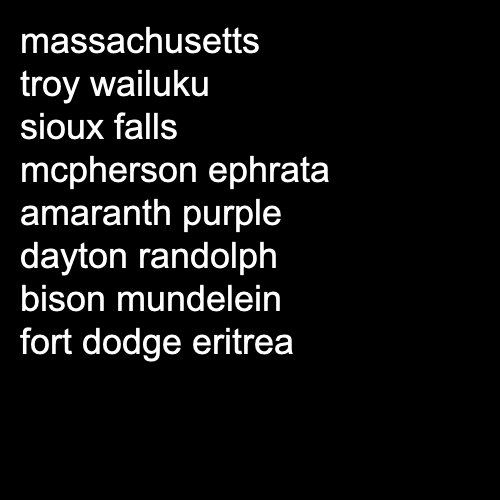 massachusetts
troy wailuku
sioux falls
mcpherson ephrata
amaranth purple
dayton randolph
bison mundelein
fort dodge eritrea